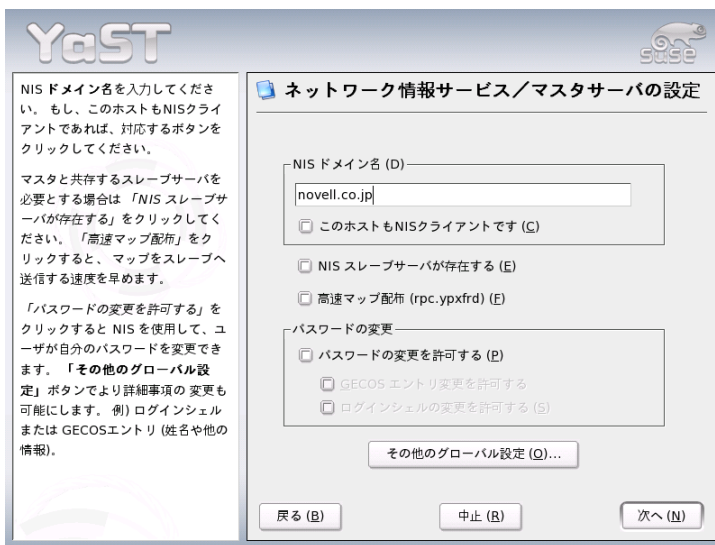 YaST
SUSE
NIS ドメイン名を入力してくださ
い。 もし、このホストもNISクライ
アントであれば、対応するボタンを
クリックしてください。
マスタと共存するスレーブサーバを
必要とする場合は 「NIS スレーブサ
ーバが存在する」をクリックしてく
ださい。 「高速マップ配布」をク
リックすると、 マップをスレーブへ
送信する速度を早めます。
「パスワードの変更を許可する」を
クリックすると NIS を使用して、ユ
ーザが自分のパスワードを変更でき
ます。 「その他のグローバル設
定」ボタンでより詳細事項の 変更も
可能にします。 例) ログインシェル
または GECOSエントリ (姓名や他の
情報)。
ネットワーク情報サービス／マスタサーバの設定
NIS ドメイン名 (D)
novell.co.jp
このホストもNISクライアントです (C)
NIS スレーブサーバが存在する (E)
高速マップ配布 (rpc.ypxfrd) (F)
パスワードの変更
パスワードの変更を許可する (P)
GECOS エントリ変更を許可する
ログインシェルの変更を許可する (S)
その他のグローバル設定 (O)...
戻る (B)
中止 (R)
次へ (N)